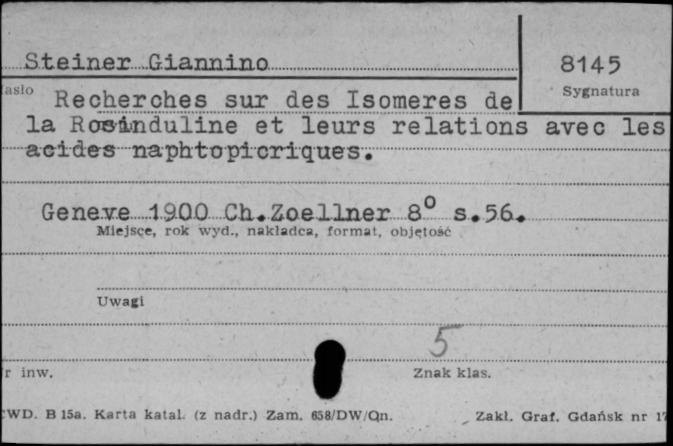 Steiner Giannino
8145
asło
Sygnatura
Recherches sur des Isomeres de
la Rosinduline et leurs relations avec les
acides naphtopicriques.
Geneve 1900 Ch.Zoellner 8° s.56.
Miejsce, rok wyd., nakładca, format, objętość
Uwagi
5
r inw.
Znak klas.
WD. B 15a. Karta katal. (z nadr.) Zam. 658/DW/Qn.
Zakł. Graf. Gdańsk nr 17